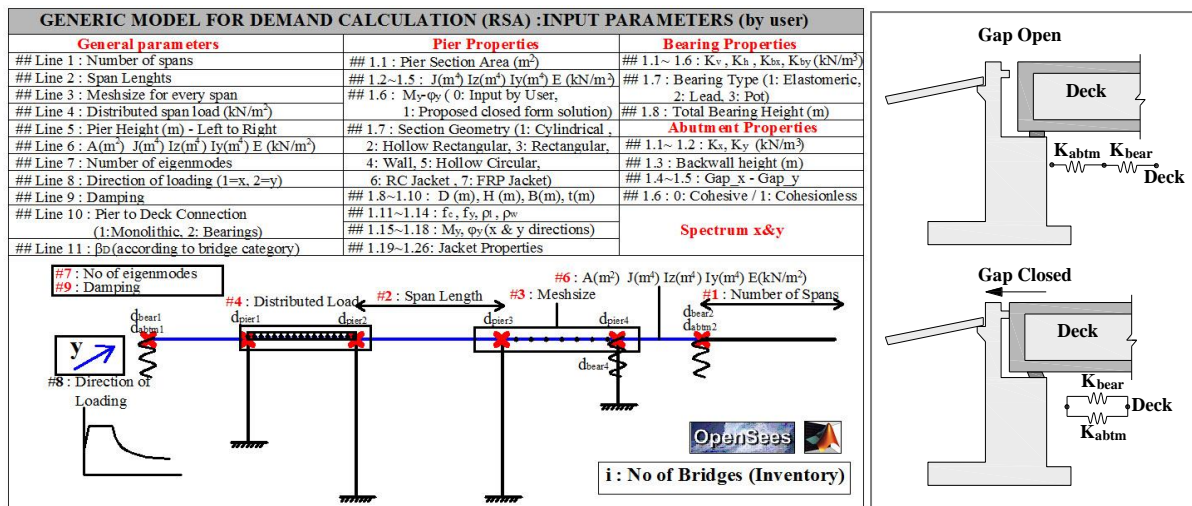 GENERIC MODEL FOR DEMAND CALCULATION (RSA) :INPUT PARAMETERS (by user)
General parameters
## Line 1 : Number of spans
## Line 2 : Span Lenghts
## Line 3 : Meshsize for every span
## Line 4 : Distributed span load (kN/m²)
## Line 5 : Pier Height (m) - Left to Right
## Line 6 : A(m²) J(m⁴) Iz(m⁴) Iy(m⁴) E (kN/m²)
## Line 7 : Number of eigenmodes
## Line 8 : Direction of loading (1=x, 2=y)
## Line 9 : Damping
## Line 10 : Pier to Deck Connection
(1:Monolithic, 2: Bearings)
## Line 11 : βD(according to bridge category)
Pier Properties
## 1.1 : Pier Section Area (m²)
## 1.2~1.5 : J(m⁴) Iz(m⁴) Iy(m⁴) E (kN/m²)
## 1.6 : My-φy ( 0: Input by User,
1: Proposed closed form solution)
## 1.7 : Section Geometry (1: Cylindrical ,
2: Hollow Rectangular, 3: Rectangular,
4: Wall, 5: Hollow Circular,
6: RC Jacket , 7: FRP Jacket)
## 1.8~1.10 : D (m), H (m), B(m), t(m)
## 1.11~1.14 : fc , fy, ρl , ρw
## 1.15~1.18 : My, φy(x & y directions)
## 1.19~1.26: Jacket Properties
Bearing Properties
## 1.1~ 1.6 : Kv , Kh , Kbx, Kby (kN/m³)
## 1.7 : Bearing Type (1: Elastomeric,
2: Lead, 3: Pot)
## 1.8 : Total Bearing Height (m)
Abutment Properties
## 1.1~ 1.2 : Kx, Ky (kN/m³)
## 1.3 : Backwall height (m)
## 1.4~1.5 : Gap_x - Gap_y
## 1.6 : 0: Cohesive / 1: Cohesionless
Spectrum x&y
#7 : No of eigenmodes
#9 : Damping
#4 : Distributed Load
#2 : Span Length
#3 : Meshsize
#6 : A(m²) J(m⁴) Iz(m⁴) Iy(m⁴) E(kN/m²)
#1 : Number of Spans
dbear1
dabtm1
dpier1
dpier2
dpier3
dpier4
dbear2
dabtm2
dbear4
y
#8 : Direction of
Loading
OpenSees
i : No of Bridges (Inventory)
Gap Open
Deck
Kabtm
Kbear
Deck
Gap Closed
Deck
Kbear
Deck
Kabtm